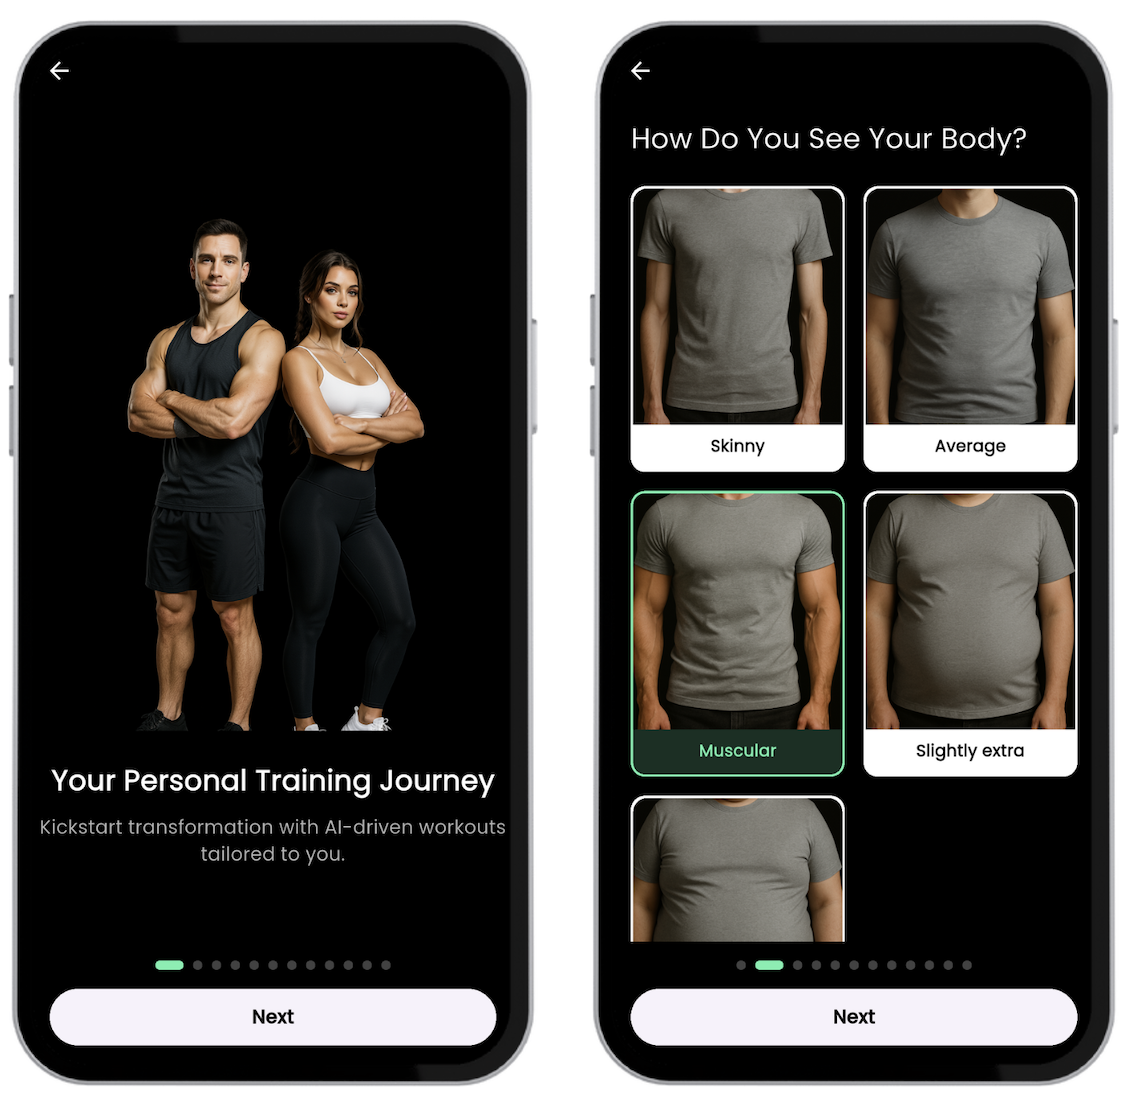 Your Personal Training Journey
Kickstart transformation with AI-driven workouts
tailored to you.
Next
How Do You See Your Body?
Skinny
Average
Muscular
Slightly extra
Next